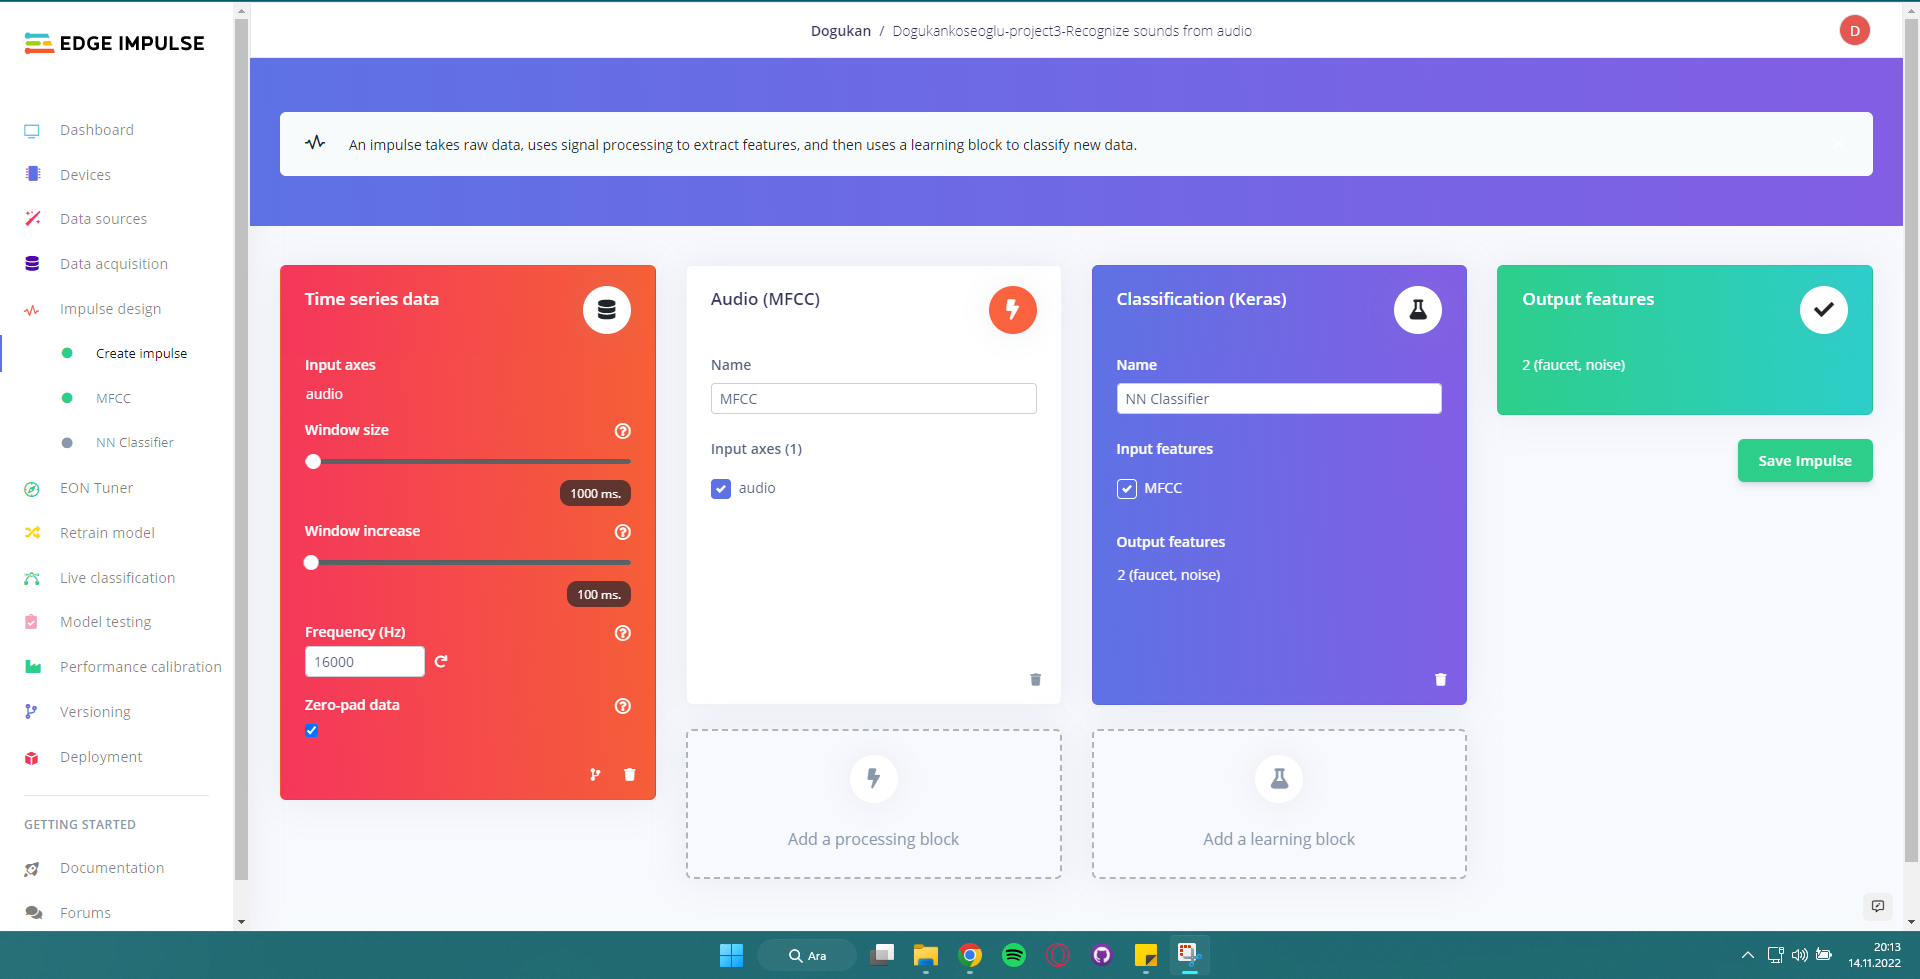 EDGE IMPULSE
Dogukan / Dogukankoseoglu-project3-Recognize sounds from audio
D
Dashboard
Devices
Data sources
Data acquisition
Impulse design
Create impulse
MFCC
NN Classifier
EON Tuner
Retrain model
Live classification
Model testing
Performance calibration
Versioning
Deployment
GETTING STARTED
Documentation
Forums
An impulse takes raw data, uses signal processing to extract features, and then uses a learning block to classify new data.
Time series data
Input axes
audio
Window size
1000 ms.
Window increase
100 ms.
Frequency (Hz)
16000
Zero-pad data
Audio (MFCC)
Name
MFCC
Input axes (1)
audio
Add a processing block
Classification (Keras)
Name
NN Classifier
Input features
MFCC
Output features
2 (faucet, noise)
Add a learning block
Output features
2 (faucet, noise)
Save Impulse
Ara
20:13
14.11.2022